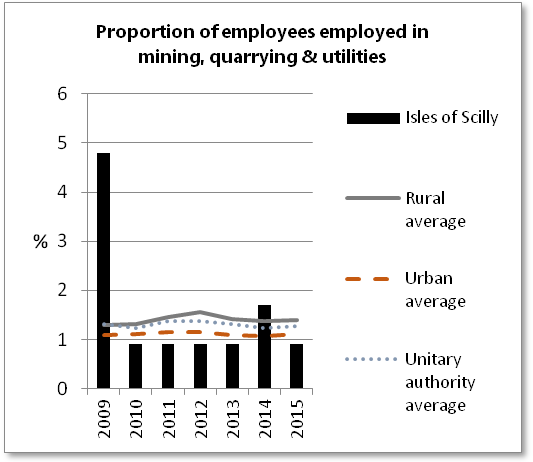 Proportion of employees employed in
mining, quarrying & utilities
6
5
4
3
2
1
0
%
2009
2010
2011
2012
2013
2014
2015
Isles of Scilly
Rural
average
Urban
average
Unitary
authority
average